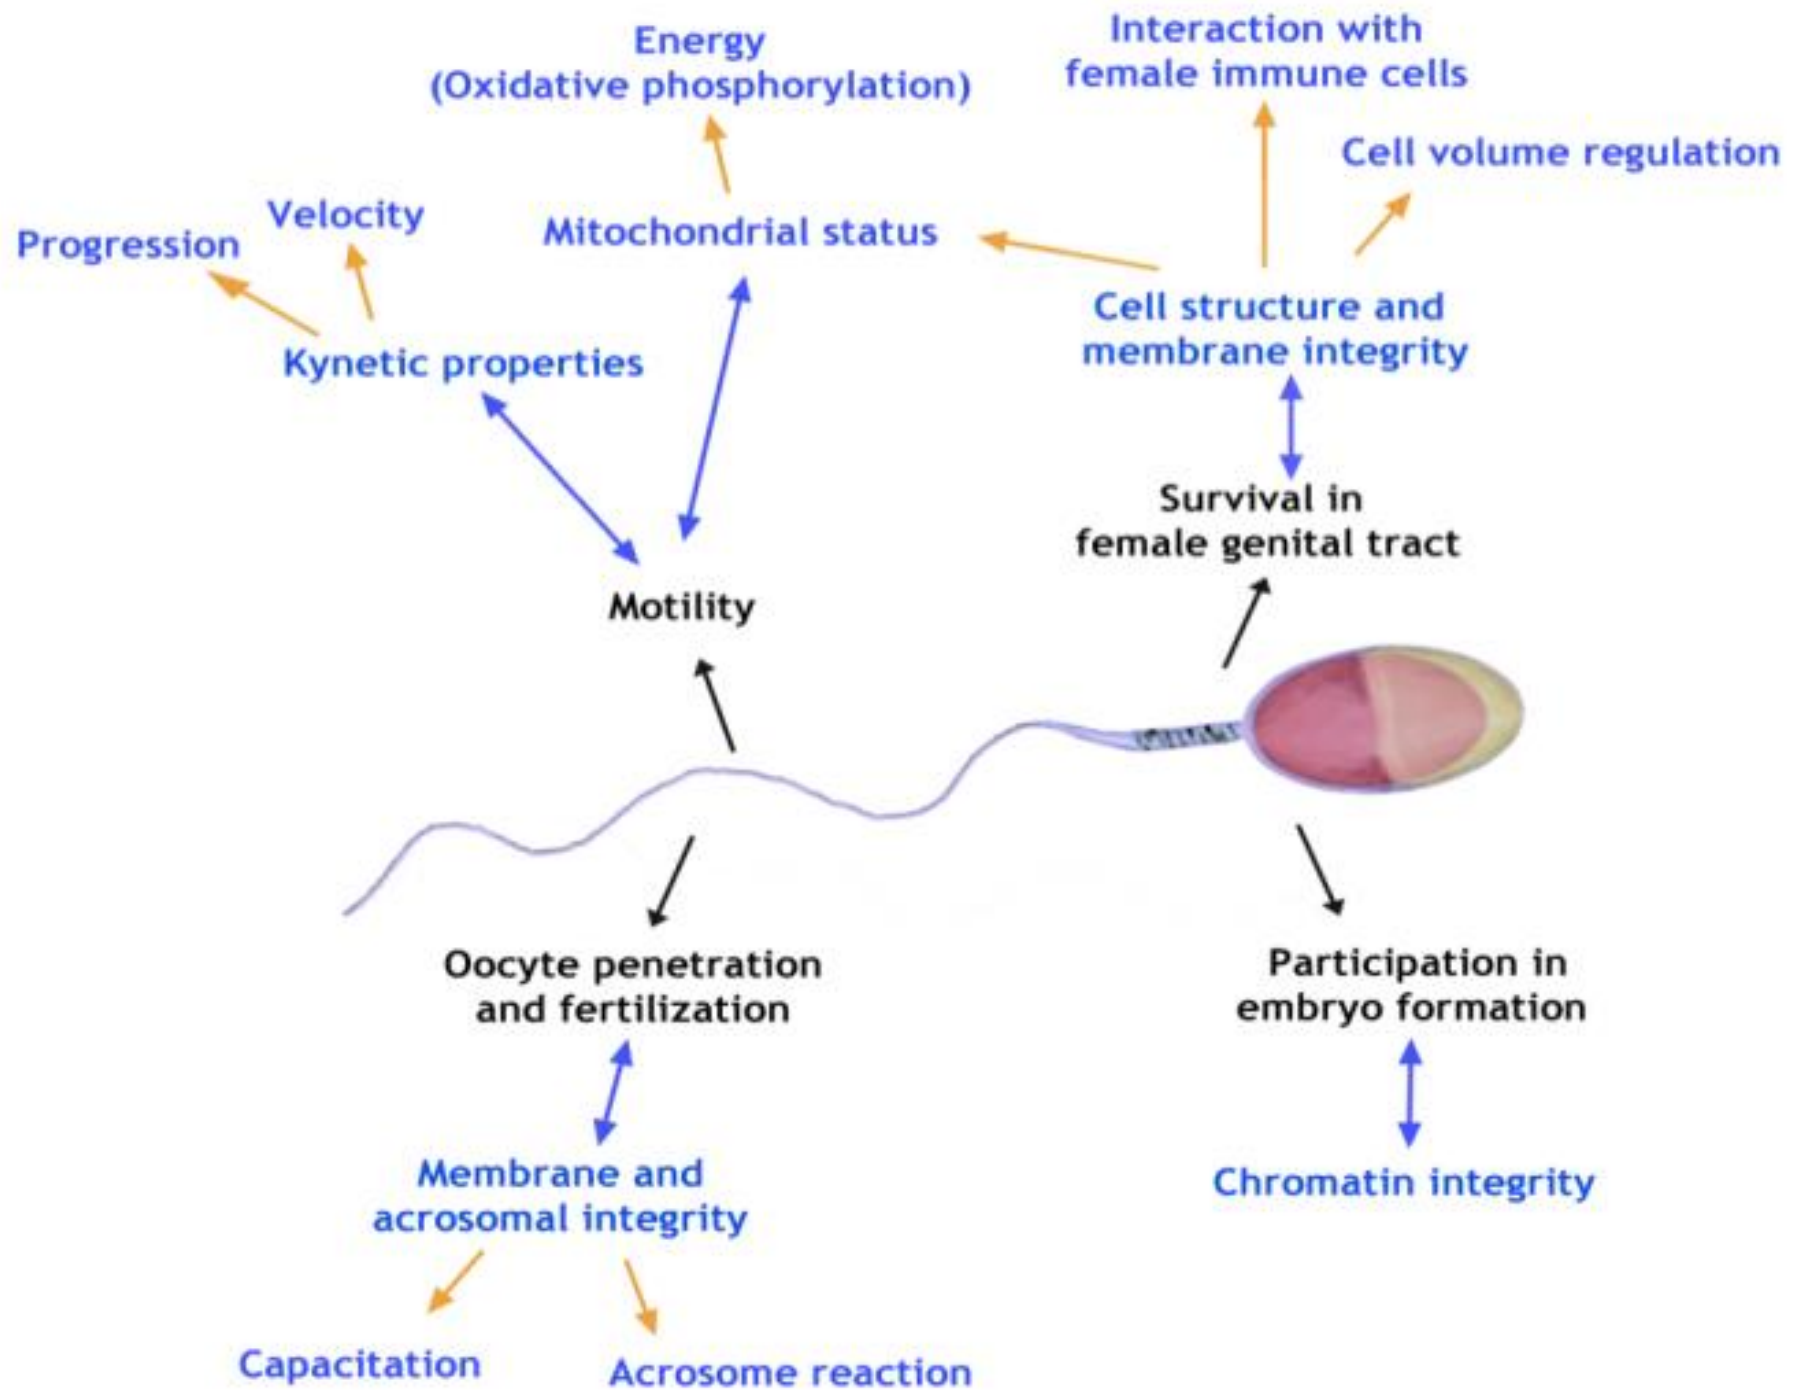 Energy
(Oxidative phosphorylation)
Interaction with
female immune cells
Cell volume regulation
Velocity
Progression
Mitochondrial status
Cell structure and
membrane integrity
Kynetic properties
Survival in
female genital tract
Motility
Oocyte penetration
and fertilization
Participation in
embryo formation
Membrane and
acrosomal integrity
Chromatin integrity
Capacitation
Acrosome reaction